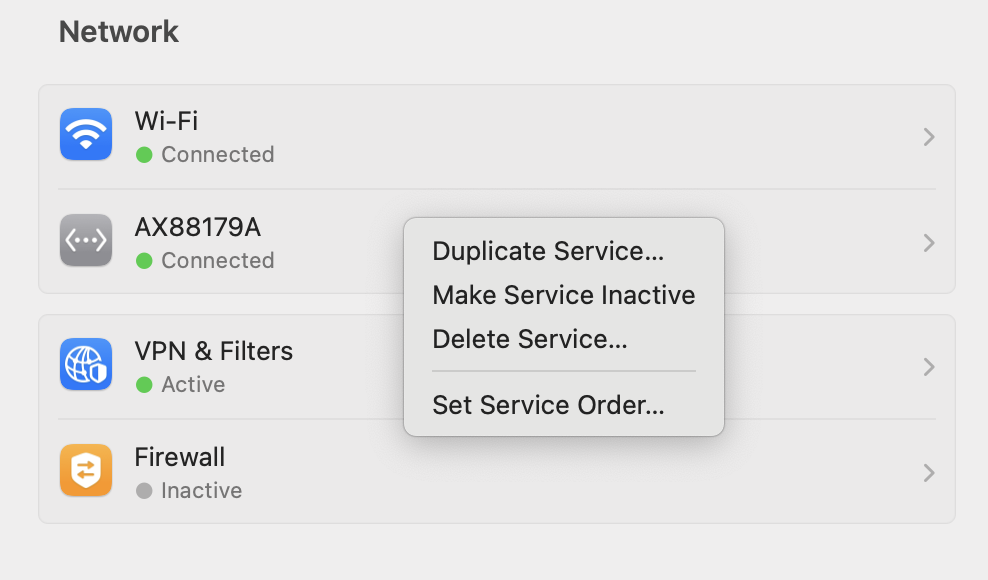 Network
Wi-Fi
Connected
AX88179A
Connected
Duplicate Service...
Make Service Inactive
Delete Service...
Set Service Order...
VPN & Filters
Active
Firewall
Inactive